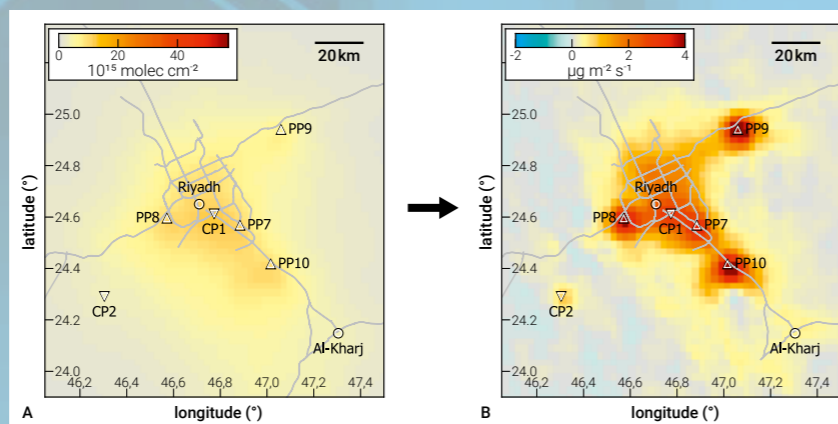 0 20 40
10¹⁵ molec cm⁻²
20 km
latitude (°)
25.0
24.8
24.6
24.4
24.2
24.0
PP9
Riyadh
PP8
CP1
PP7
PP10
CP2
Al-Kharj
46,2 46,4 46,6 46,8 47,0 47,2 47,4
A
longitude (°)
-2 0 2 4
µg m⁻² s⁻¹
20 km
latitude (°)
25.0
24.8
24.6
24.4
24.2
24.0
PP9
Riyadh
PP8
CP1
PP7
PP10
CP2
Al-Kharj
46,2 46,4 46,6 46,8 47,0 47,2 47,4
B
longitude (°)